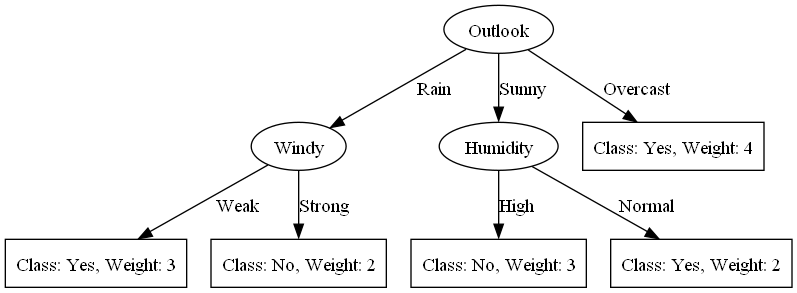 Outlook
Rain
Sunny
Overcast
Windy
Humidity
Class: Yes, Weight: 4
Weak
Strong
High
Normal
Class: Yes, Weight: 3
Class: No, Weight: 2
Class: No, Weight: 3
Class: Yes, Weight: 2